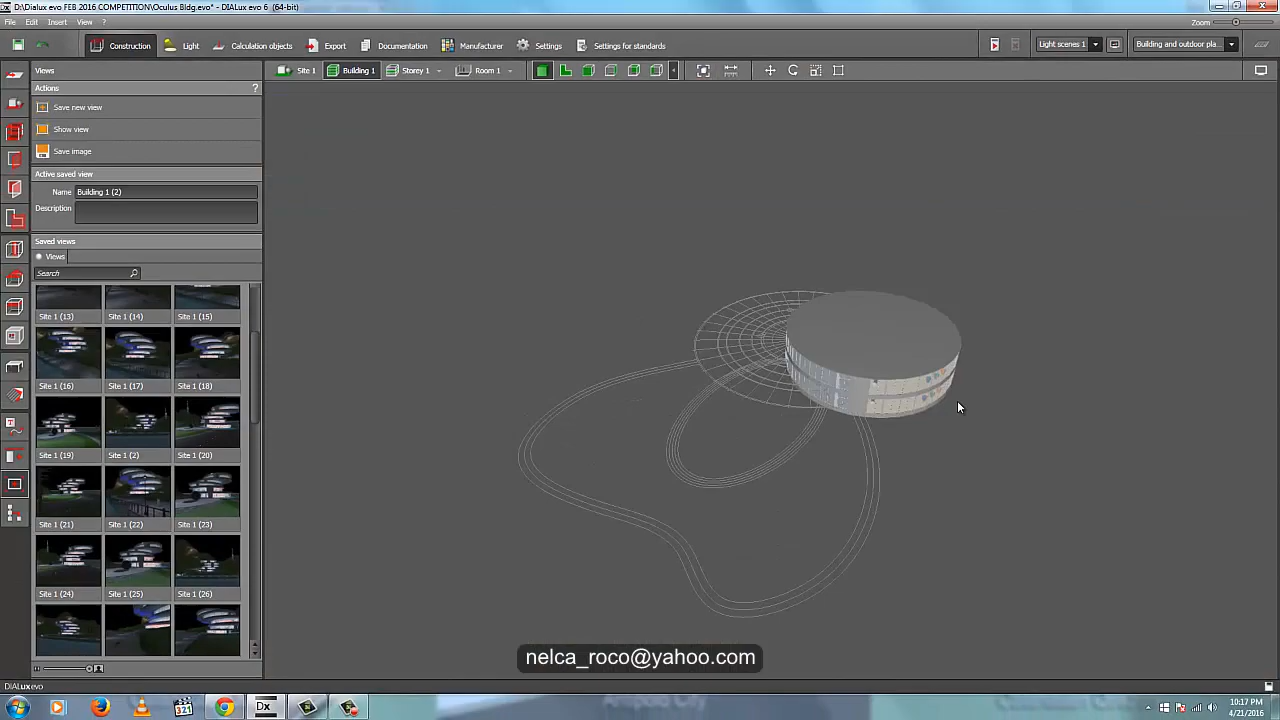 D:\Dialux evo FEB 2016 COMPETITION\Oculus Bldg.evo* - DIALux evo 6 (64-bit)
File Edit View ?
Zoom
Construction Light Calculation objects Export Documentation Manufacturer Settings Settings for standards
Light scenes 1 Building and outdoor pla...
Views
Site 1 Building 1 Storey 1 Room 1
Actions ?
Save new view
Show view
Save image
Active saved view
Name Building 1 (2)
Description
Saved views
Views
Search
Site 1 (13) Site 1 (14) Site 1 (15)
Site 1 (16) Site 1 (17) Site 1 (18)
Site 1 (19) Site 1 (2) Site 1 (20)
Site 1 (21) Site 1 (22) Site 1 (23)
Site 1 (24) Site 1 (25) Site 1 (26)
nelca_roco@yahoo.com
DIALux evo
Dx
321
10:17 PM
4/21/2016